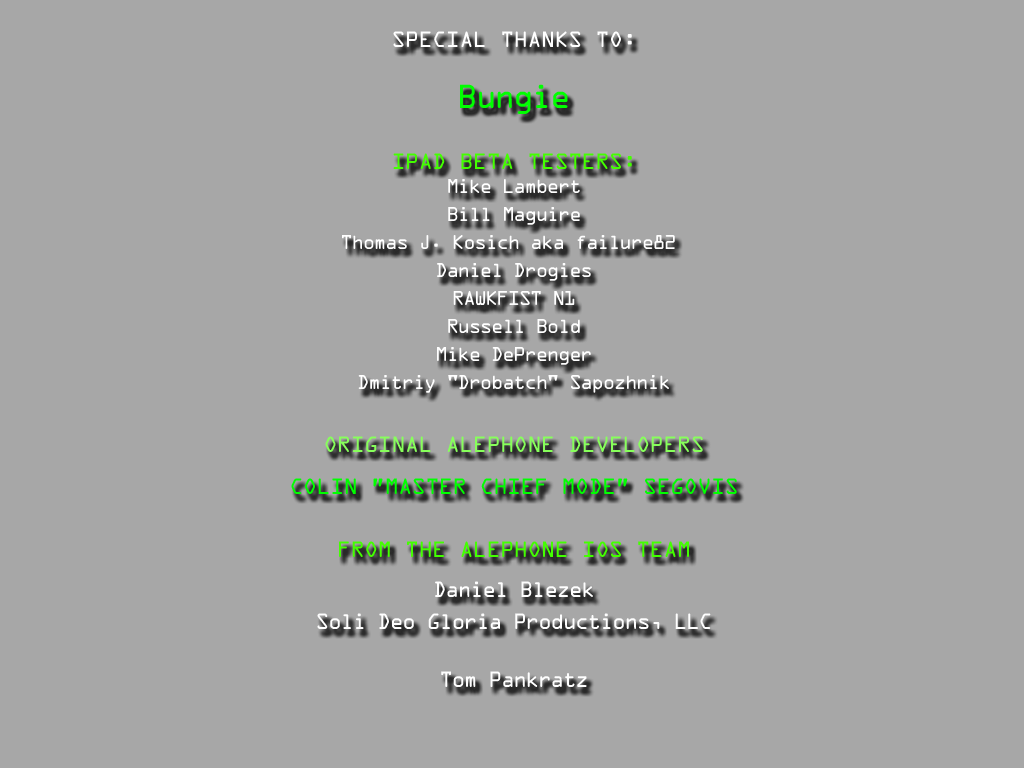 SPECIAL THANKS TO:
Bungie
IPAD BETA TESTERS:
Mike Lambert
Bill Maguire
Thomas J. Kosich aka failure82
Daniel Drogies
RAWKFIST N1
Russell Bold
Mike DePrenger
Dmitriy "Drobatch" Sapozhnik
ORIGINAL ALEPHONE DEVELOPERS
COLIN "MASTER CHIEF MODE" SEGOVIS
FROM THE ALEPHONE IOS TEAM
Daniel Blezek
Soli Deo Gloria Productions, LLC
Tom Pankratz